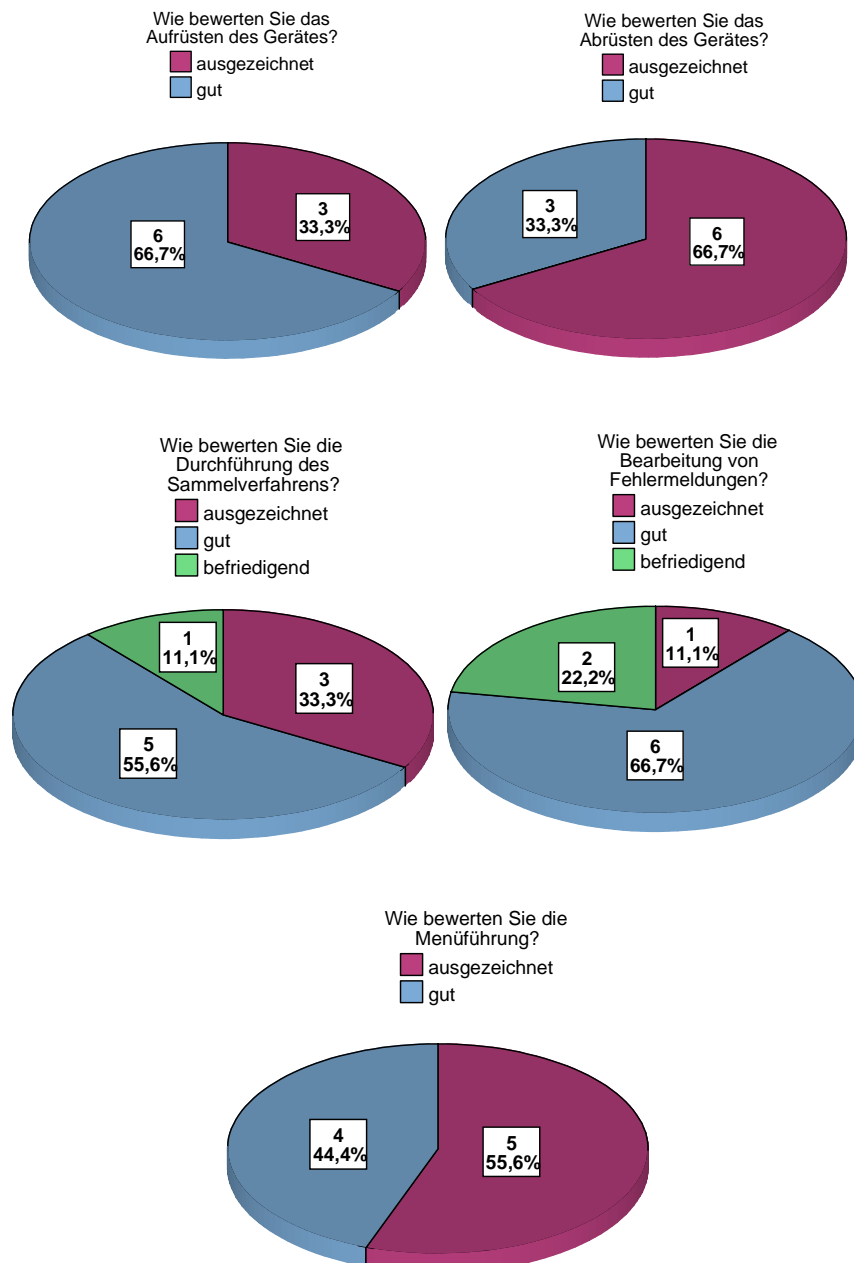 Wie bewerten Sie das
Aufrüsten des Gerätes?
ausgezeichnet
gut
6
66,7%
3
33,3%
Wie bewerten Sie das
Abrüsten des Gerätes?
ausgezeichnet
gut
3
33,3%
6
66,7%
Wie bewerten Sie die
Durchführung des
Sammelverfahrens?
ausgezeichnet
gut
befriedigend
1
11,1%
3
33,3%
5
55,6%
Wie bewerten Sie die
Bearbeitung von
Fehlermeldungen?
ausgezeichnet
gut
befriedigend
2
22,2%
1
11,1%
6
66,7%
Wie bewerten Sie die
Menüführung?
ausgezeichnet
gut
4
44,4%
5
55,6%